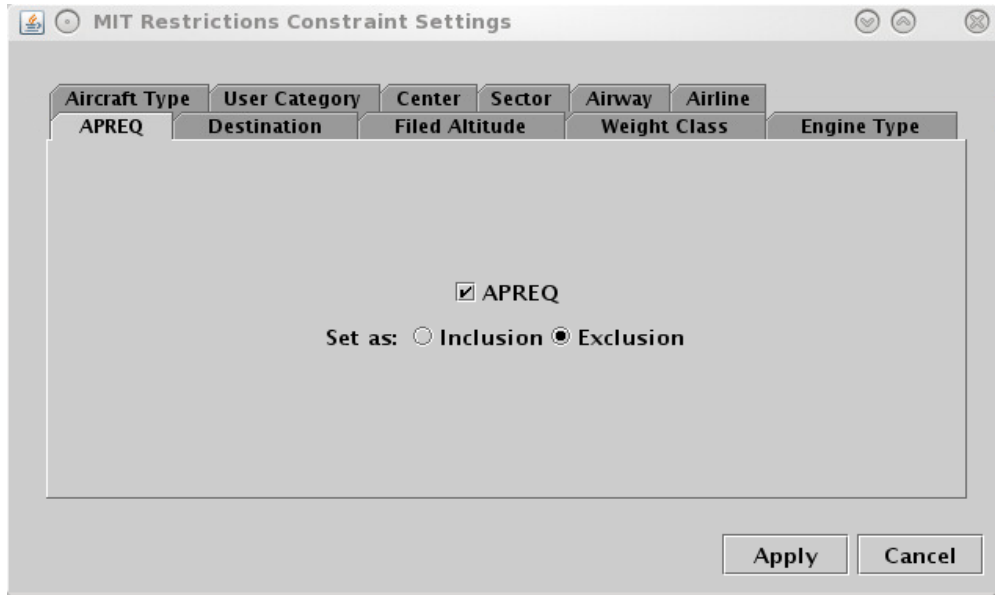 MIT Restrictions Constraint Settings
Aircraft Type User Category Center Sector Airway Airline
APREQ Destination Filed Altitude Weight Class Engine Type
APREQ
Set as: Inclusion Exclusion
Apply Cancel